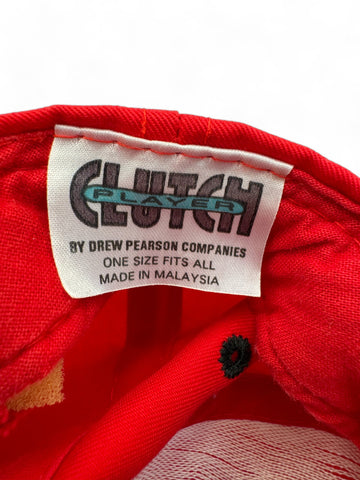 CLUTCH
PLAYER
BY DREW PEARSON COMPANIES
ONE SIZE FITS ALL
MADE IN MALAYSIA